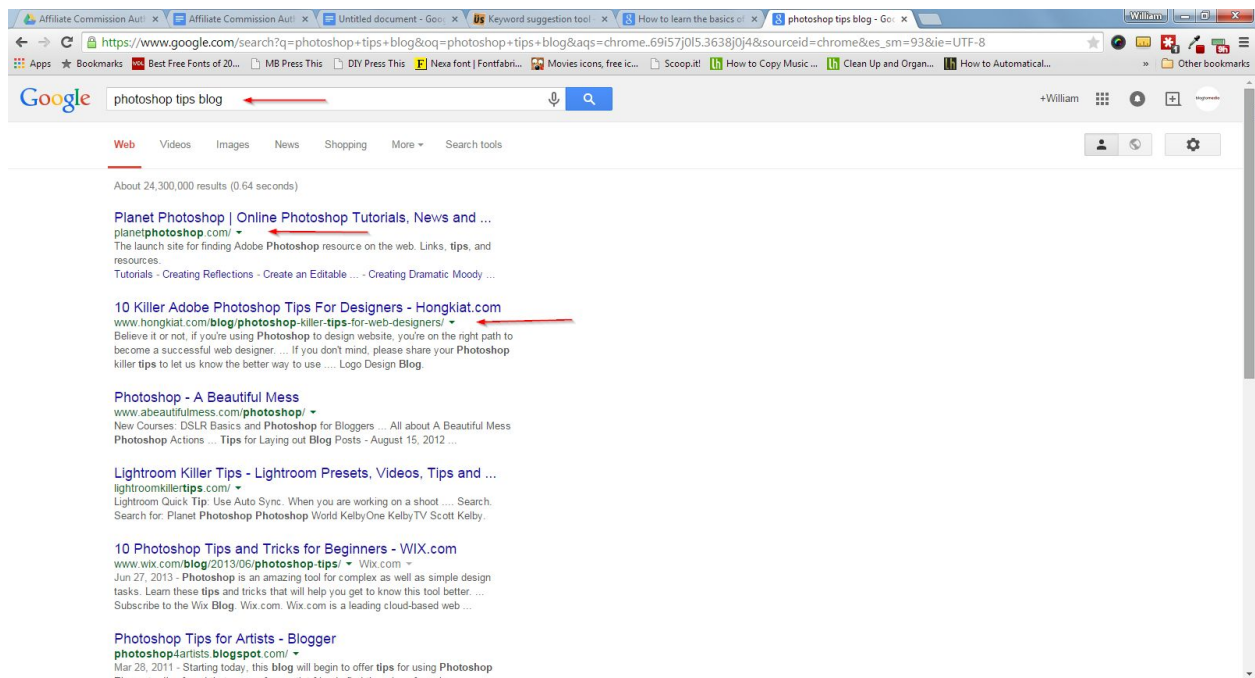 Affiliate Commission Auti × Affiliate Commission Auti × Untitled document - Goo × Us Keyword suggestion tool - × How to learn the basics of × photoshop tips blog - Goo × William
https://www.google.com/search?q=photoshop+tips+blog&oq=photoshop+tips+blog&aqs=chrome..69i57j0l5.3638j0j4&sourceid=chrome&es_sm=93&ie=UTF-8
Apps Bookmarks Best Free Fonts of 20... MB Press This DIY Press This F Nexa font | Fontfabri... Movies icons, free ic... Scoop.it! How to Copy Music ... Clean Up and Organ... How to Automatical... » Other bookmarks
Google photoshop tips blog +William
Web Videos Images News Shopping More Search tools
About 24,300,000 results (0.64 seconds)
Planet Photoshop | Online Photoshop Tutorials, News and ...
planetphotoshop.com/
The launch site for finding Adobe Photoshop resource on the web. Links, tips, and
resources.
Tutorials - Creating Reflections - Create an Editable ... - Creating Dramatic Moody ...
10 Killer Adobe Photoshop Tips For Designers - Hongkiat.com
www.hongkiat.com/blog/photoshop-killer-tips-for-web-designers/
Believe it or not, if you're using Photoshop to design website, you're on the right path to
become a successful web designer. ... If you don't mind, please share your Photoshop
killer tips to let us know the better way to use .... Logo Design Blog.
Photoshop - A Beautiful Mess
www.abeautifulmess.com/photoshop/
New Courses: DSLR Basics and Photoshop for Bloggers ... All about A Beautiful Mess
Photoshop Actions ... Tips for Laying out Blog Posts - August 15, 2012 ...
Lightroom Killer Tips - Lightroom Presets, Videos, Tips and ...
lightroomkillertips.com/
Lightroom Quick Tip: Use Auto Sync. When you are working on a shoot .... Search.
Search for: Planet Photoshop Photoshop World KelbyOne KelbyTV Scott Kelby.
10 Photoshop Tips and Tricks for Beginners - WIX.com
www.wix.com/blog/2013/06/photoshop-tips/ Wix.com
Jun 27, 2013 - Photoshop is an amazing tool for complex as well as simple design
tasks. Learn these tips and tricks that will help you get to know this tool better. ...
Subscribe to the Wix Blog. Wix.com. Wix.com is a leading cloud-based web ...
Photoshop Tips for Artists - Blogger
photoshop4artists.blogspot.com/
Mar 28, 2011 - Starting today, this blog will begin to offer tips for using Photoshop